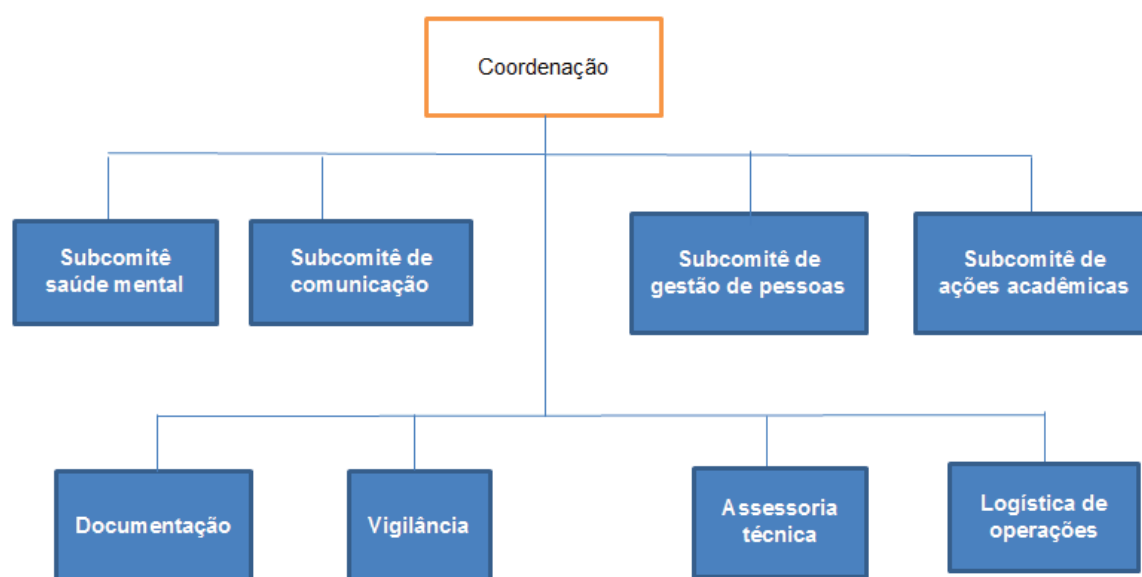 Coordenação
Subcomitê
saúde mental
Subcomitê de
comunicação
Subcomitê de
gestão de pessoas
Subcomitê de
ações acadêmicas
Documentação
Vigilância
Assessoria
técnica
Logística de
operações